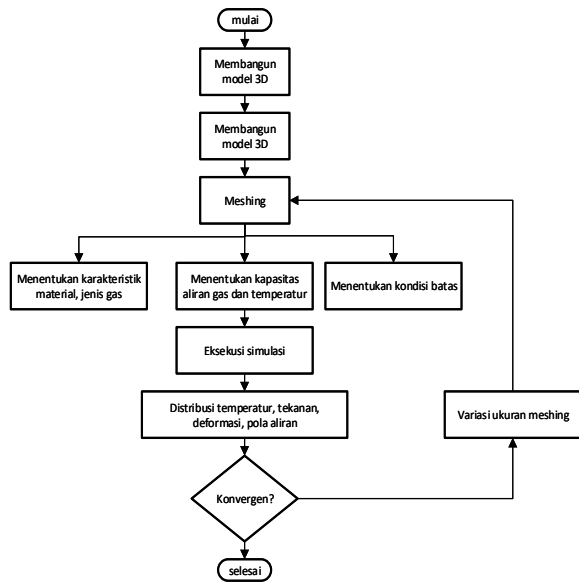 mulai
Membangun
model 3D
Membangun
model 3D
Meshing
Menentukan karakteristik
material, jenis gas
Menentukan kapasitas
aliran gas dan temperatur
Menentukan kondisi batas
Eksekusi simulasi
Distribusi temperatur, tekanan,
deformasi, pola aliran
Variasi ukuran meshing
Konvergen?
selesai